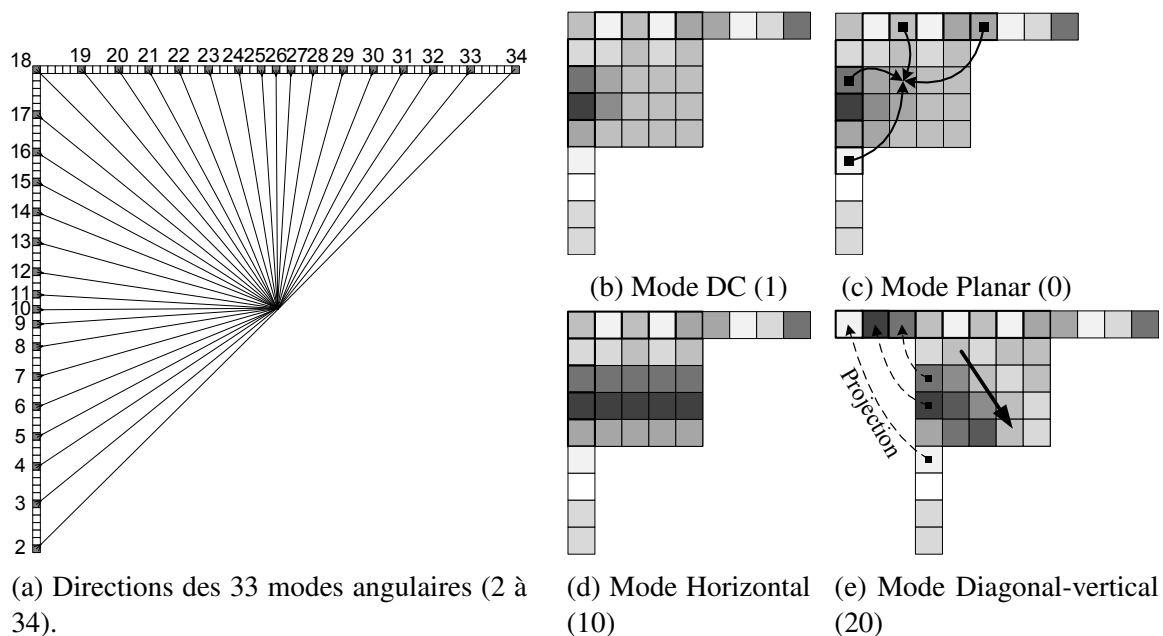 18 19 20 21 22 23 24 25 26 27 28 29 30 31 32 33 34
17
16
15
14
13
12
11
10
9
8
7
6
5
4
3
2
(a) Directions des 33 modes angulaires (2 à
34).
(b) Mode DC (1)
(c) Mode Planar (0)
(d) Mode Horizontal
(10)
Projection
(e) Mode Diagonal-vertical
(20)